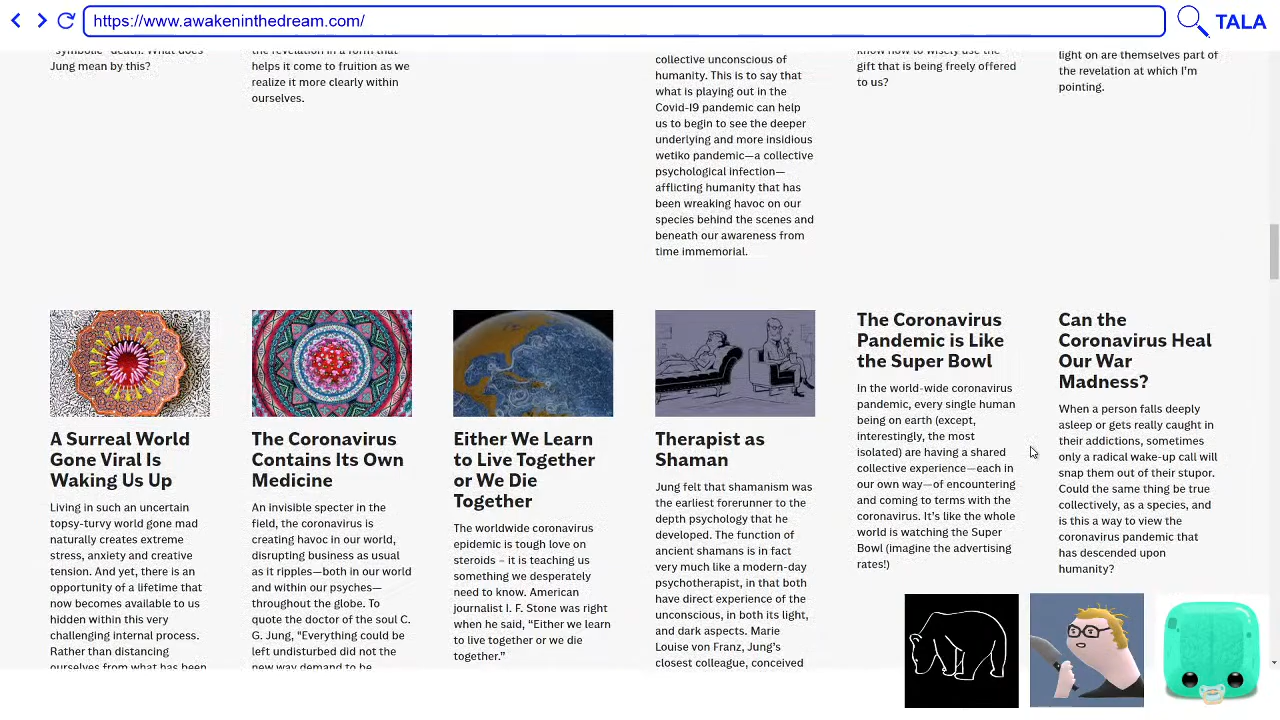 https://www.awakeninthedream.com/
TALA
"symbolic" death. What does
Jung mean by this?
the revelation in a form that
helps it come to fruition as we
realize it more clearly within
ourselves.
collective unconscious of
humanity. This is to say that
what is playing out in the
Covid-19 pandemic can help
us to begin to see the deeper
underlying and more insidious
wetiko pandemic—a collective
psychological infection—
afflicting humanity that has
been wreaking havoc on our
species behind the scenes and
beneath our awareness from
time immemorial.
know how to wisely use the
gift that is being freely offered
to us?
light on are themselves part of
the revelation at which I'm
pointing.
A Surreal World
Gone Viral Is
Waking Us Up
Living in such an uncertain
topsy-turvy world gone mad
naturally creates extreme
stress, anxiety and creative
tension. And yet, there is an
opportunity of a lifetime that
now becomes available to us
hidden within this very
challenging internal process.
Rather than distancing
ourselves from what has been
The Coronavirus
Contains Its Own
Medicine
An invisible specter in the
field, the coronavirus is
creating havoc in our world,
disrupting business as usual
as it ripples—both in our world
and within our psyches—
throughout the globe. To
quote the doctor of the soul C.
G. Jung, "Everything could be
left undisturbed did not the
new way demand to be
Either We Learn
to Live Together
or We Die
Together
The worldwide coronavirus
epidemic is tough love on
steroids – it is teaching us
something we desperately
need to know. American
journalist I. F. Stone was right
when he said, "Either we learn
to live together or we die
together."
Therapist as
Shaman
Jung felt that shamanism was
the earliest forerunner to the
depth psychology that he
developed. The function of
ancient shamans is in fact
very much like a modern-day
psychotherapist, in that both
have direct experience of the
unconscious, in both its light,
and dark aspects. Marie
Louise von Franz, Jung's
closest colleague, conceived
The Coronavirus
Pandemic is Like
the Super Bowl
In the world-wide coronavirus
pandemic, every single human
being on earth (except,
interestingly, the most
isolated) are having a shared
collective experience—each in
our own way—of encountering
and coming to terms with the
coronavirus. It's like the whole
world is watching the Super
Bowl (imagine the advertising
rates!)
Can the
Coronavirus Heal
Our War
Madness?
When a person falls deeply
asleep or gets really caught in
their addictions, sometimes
only a radical wake-up call will
snap them out of their stupor.
Could the same thing be true
collectively, as a species, and
is this a way to view the
coronavirus pandemic that
has descended upon
humanity?